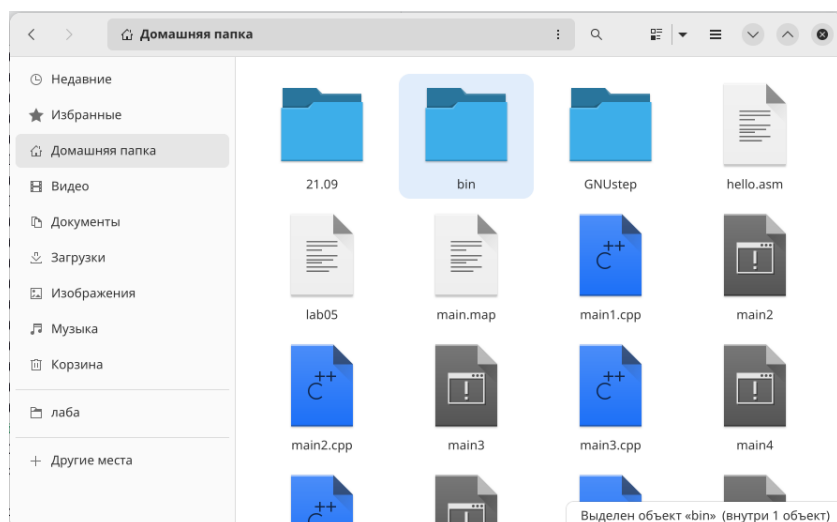 Домашняя папка
Недавние
Избранные
Домашняя папка
Видео
Документы
Загрузки
Изображения
Музыка
Корзина
лаба
Другие места
21.09
bin
GNUstep
hello.asm
lab05
main.map
main1.cpp
main2
main2.cpp
main3
main3.cpp
main4
C++
C++
C++
C++
Выделен объект «bin» (внутри 1 объект)